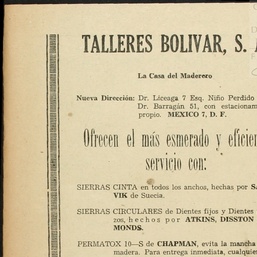 TALLERES BOLIVAR, S. A
La Casa del Maderero
Nueva Dirección: Dr. Liceaga 7 Esq. Niño Perdido
Dr. Barragán 51, con estacionam
propio. MEXICO 7, D. F.
Ofrecen el más esmerado y eficien
servicio con:
SIERRAS CINTA en todos los anchos, hechas por SA
VIK de Suecia.
SIERRAS CIRCULARES de Dientes fijos y Dientes
zos, hechos por ATKINS, DISSTON
MONDS.
PERMATOX 10—S de CHAPMAN, evita la mancha
madera. Para entrega inmediata, cualquie